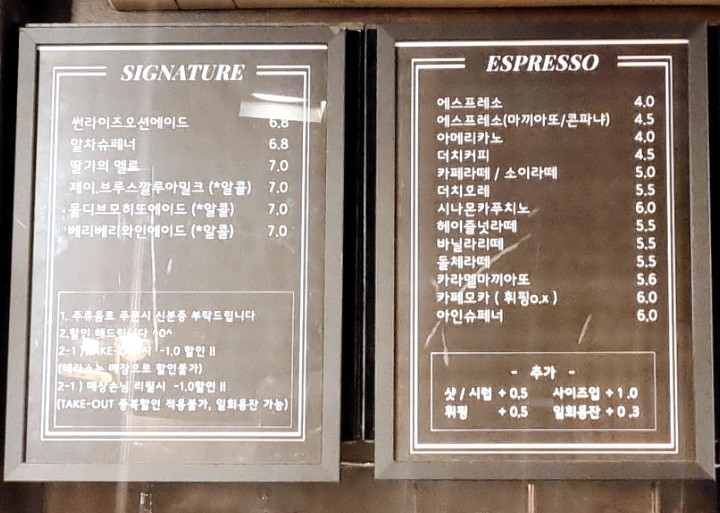 SIGNATURE
썬라이즈오션에이드 6.8
말차슈페너 6.8
딸기의 멜로 7.0
제이.브루스깔루아밀크 (*알콜) 7.0
몰디브모히또에이드 (*알콜) 7.0
베리베리와인에이드 (*알콜) 7.0
1. 주류음료 주문시 신분증 부탁드립니다
2.할인 해드립니다 ^0^
2-1 ) TAKE-OUT시 -1.0 할인 !!
(테라스는 매장으로 할인불가)
2-1 ) 매장손님 리필시 -1.0할인 !!
(TAKE-OUT 중복할인 적용불가, 일회용잔 가능)
ESPRESSO
에스프레소 4.0
에스프레소(마끼아또/콘파냐) 4.5
아메리카노 4.0
더치커피 4.5
카페라떼 / 소이라떼 5.0
더치오레 5.5
시나몬카푸치노 6.0
헤이즐넛라떼 5.5
바닐라리떼 5.5
돌체라떼 5.5
카라멜마끼아또 5.6
카페모카 ( 휘핑o.x ) 6.0
아인슈페너 6.0
- 추가 -
샷 / 시럽 + 0.5 사이즈업 + 1.0
휘핑 + 0.5 일회용잔 + 0.3